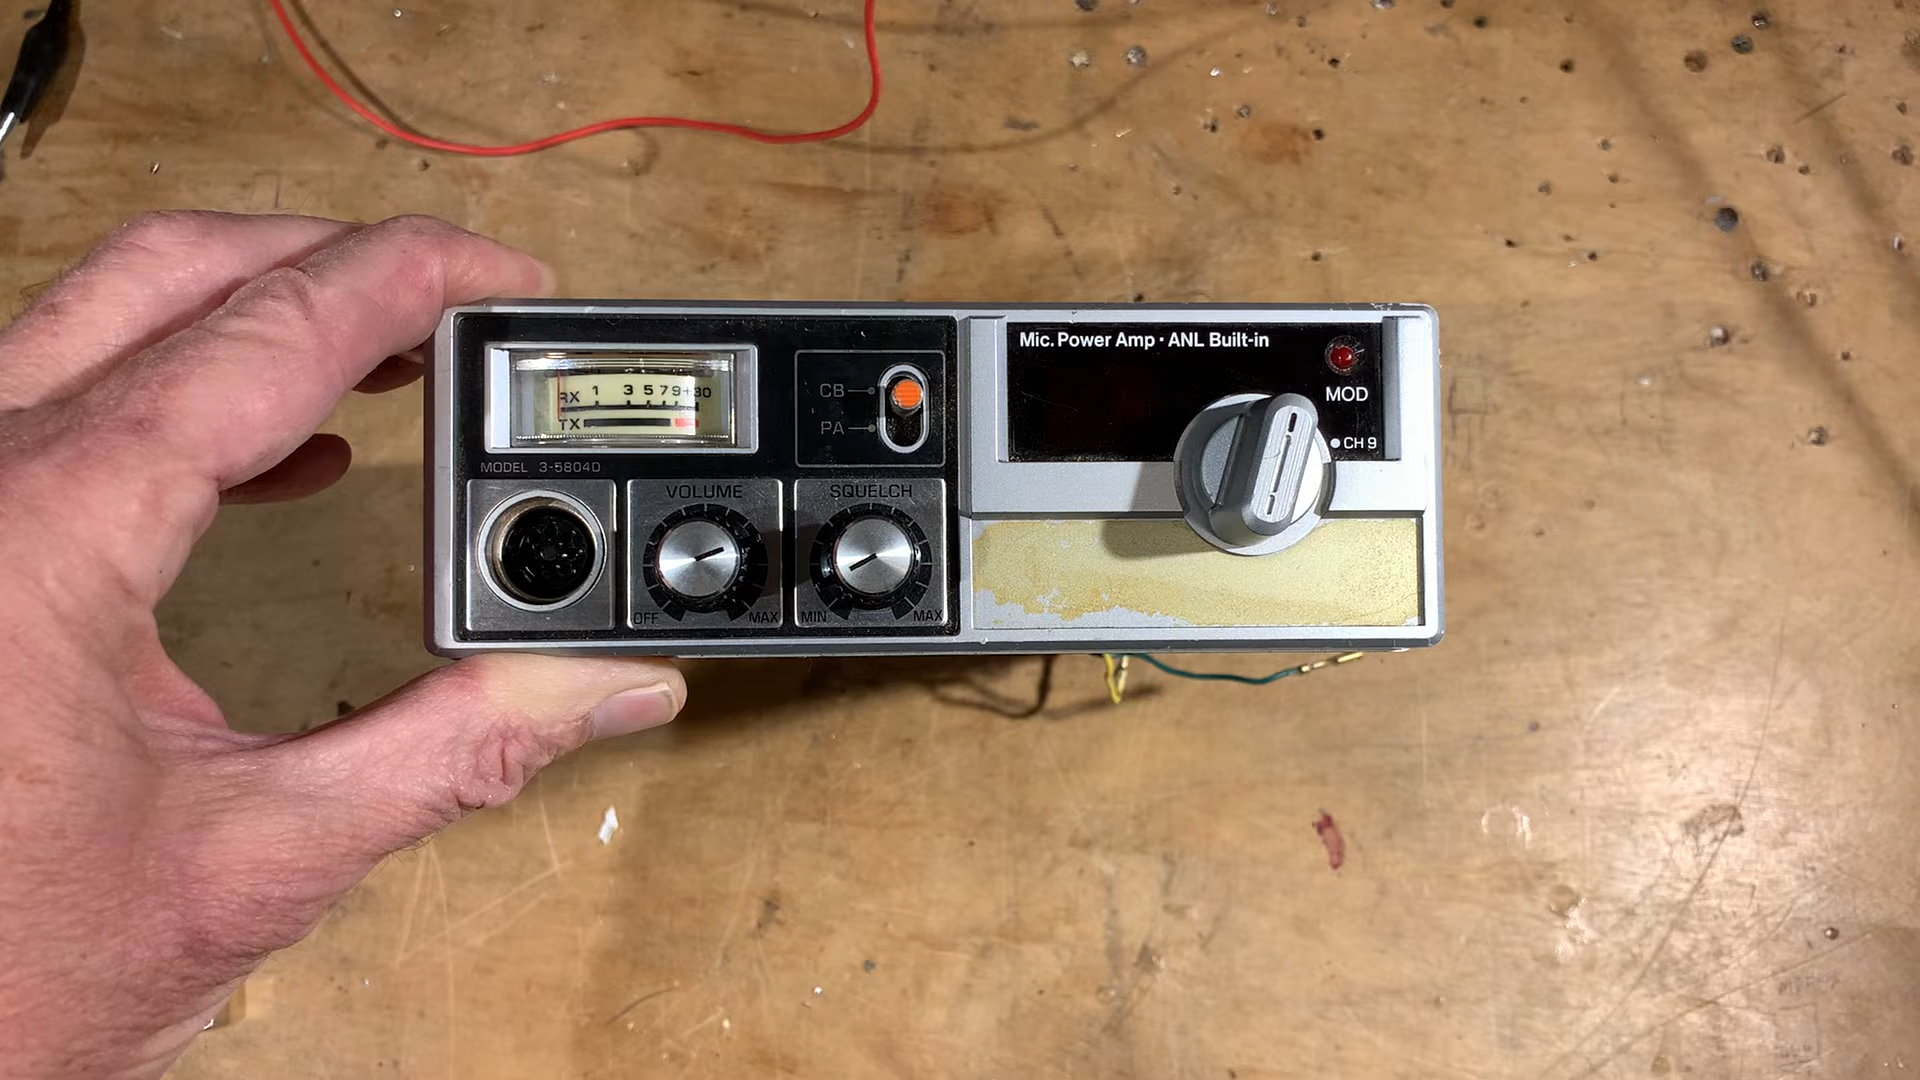 RX 1 3 5 7 9+30
TX
CB
PA
MODEL 3-5804D
VOLUME
OFF MAX
SQUELCH
MIN MAX
Mic. Power Amp · ANL Built-in
MOD
CH 9